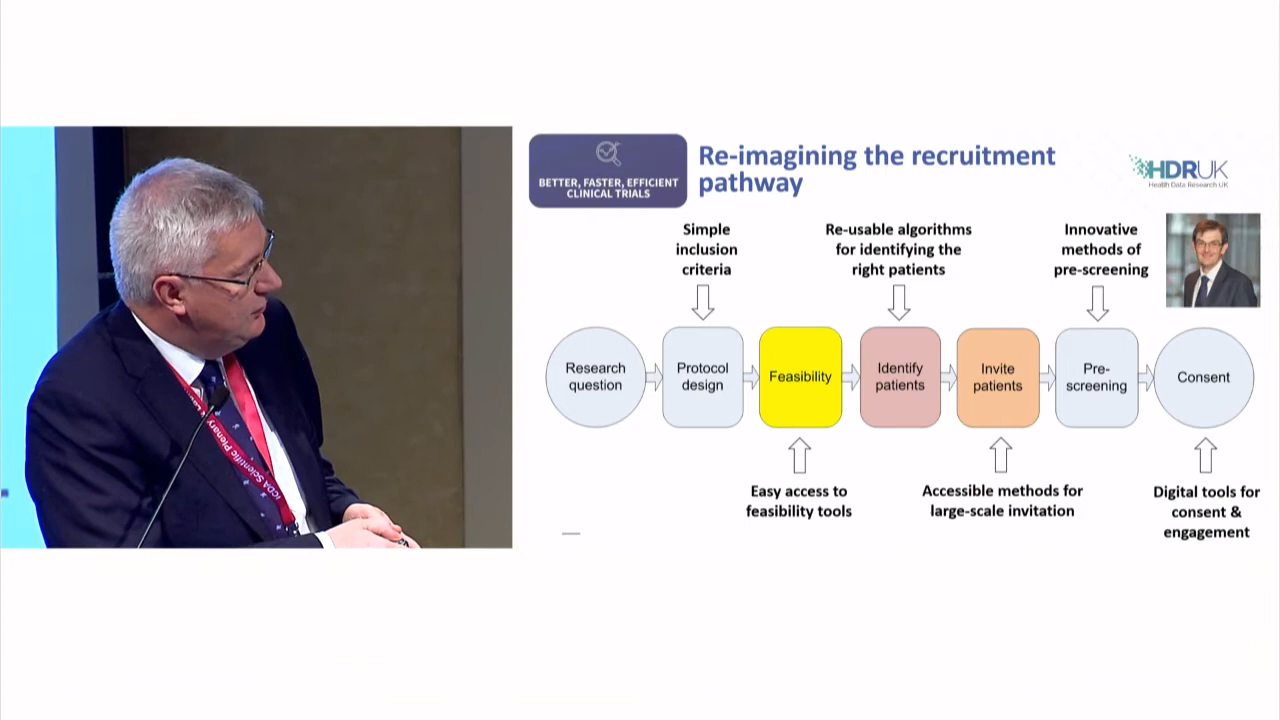 BETTER, FASTER, EFFICIENT
CLINICAL TRIALS
Re-imagining the recruitment
pathway
HDRUK
Health Data Research UK
Simple
inclusion
criteria
Re-usable algorithms
for identifying the
right patients
Innovative
methods of
pre-screening
Research
question
Protocol
design
Feasibility
Identify
patients
Invite
patients
Pre-
screening
Consent
Easy access to
feasibility tools
Accessible methods for
large-scale invitation
Digital tools for
consent &
engagement
ICDA Scientific Plenary